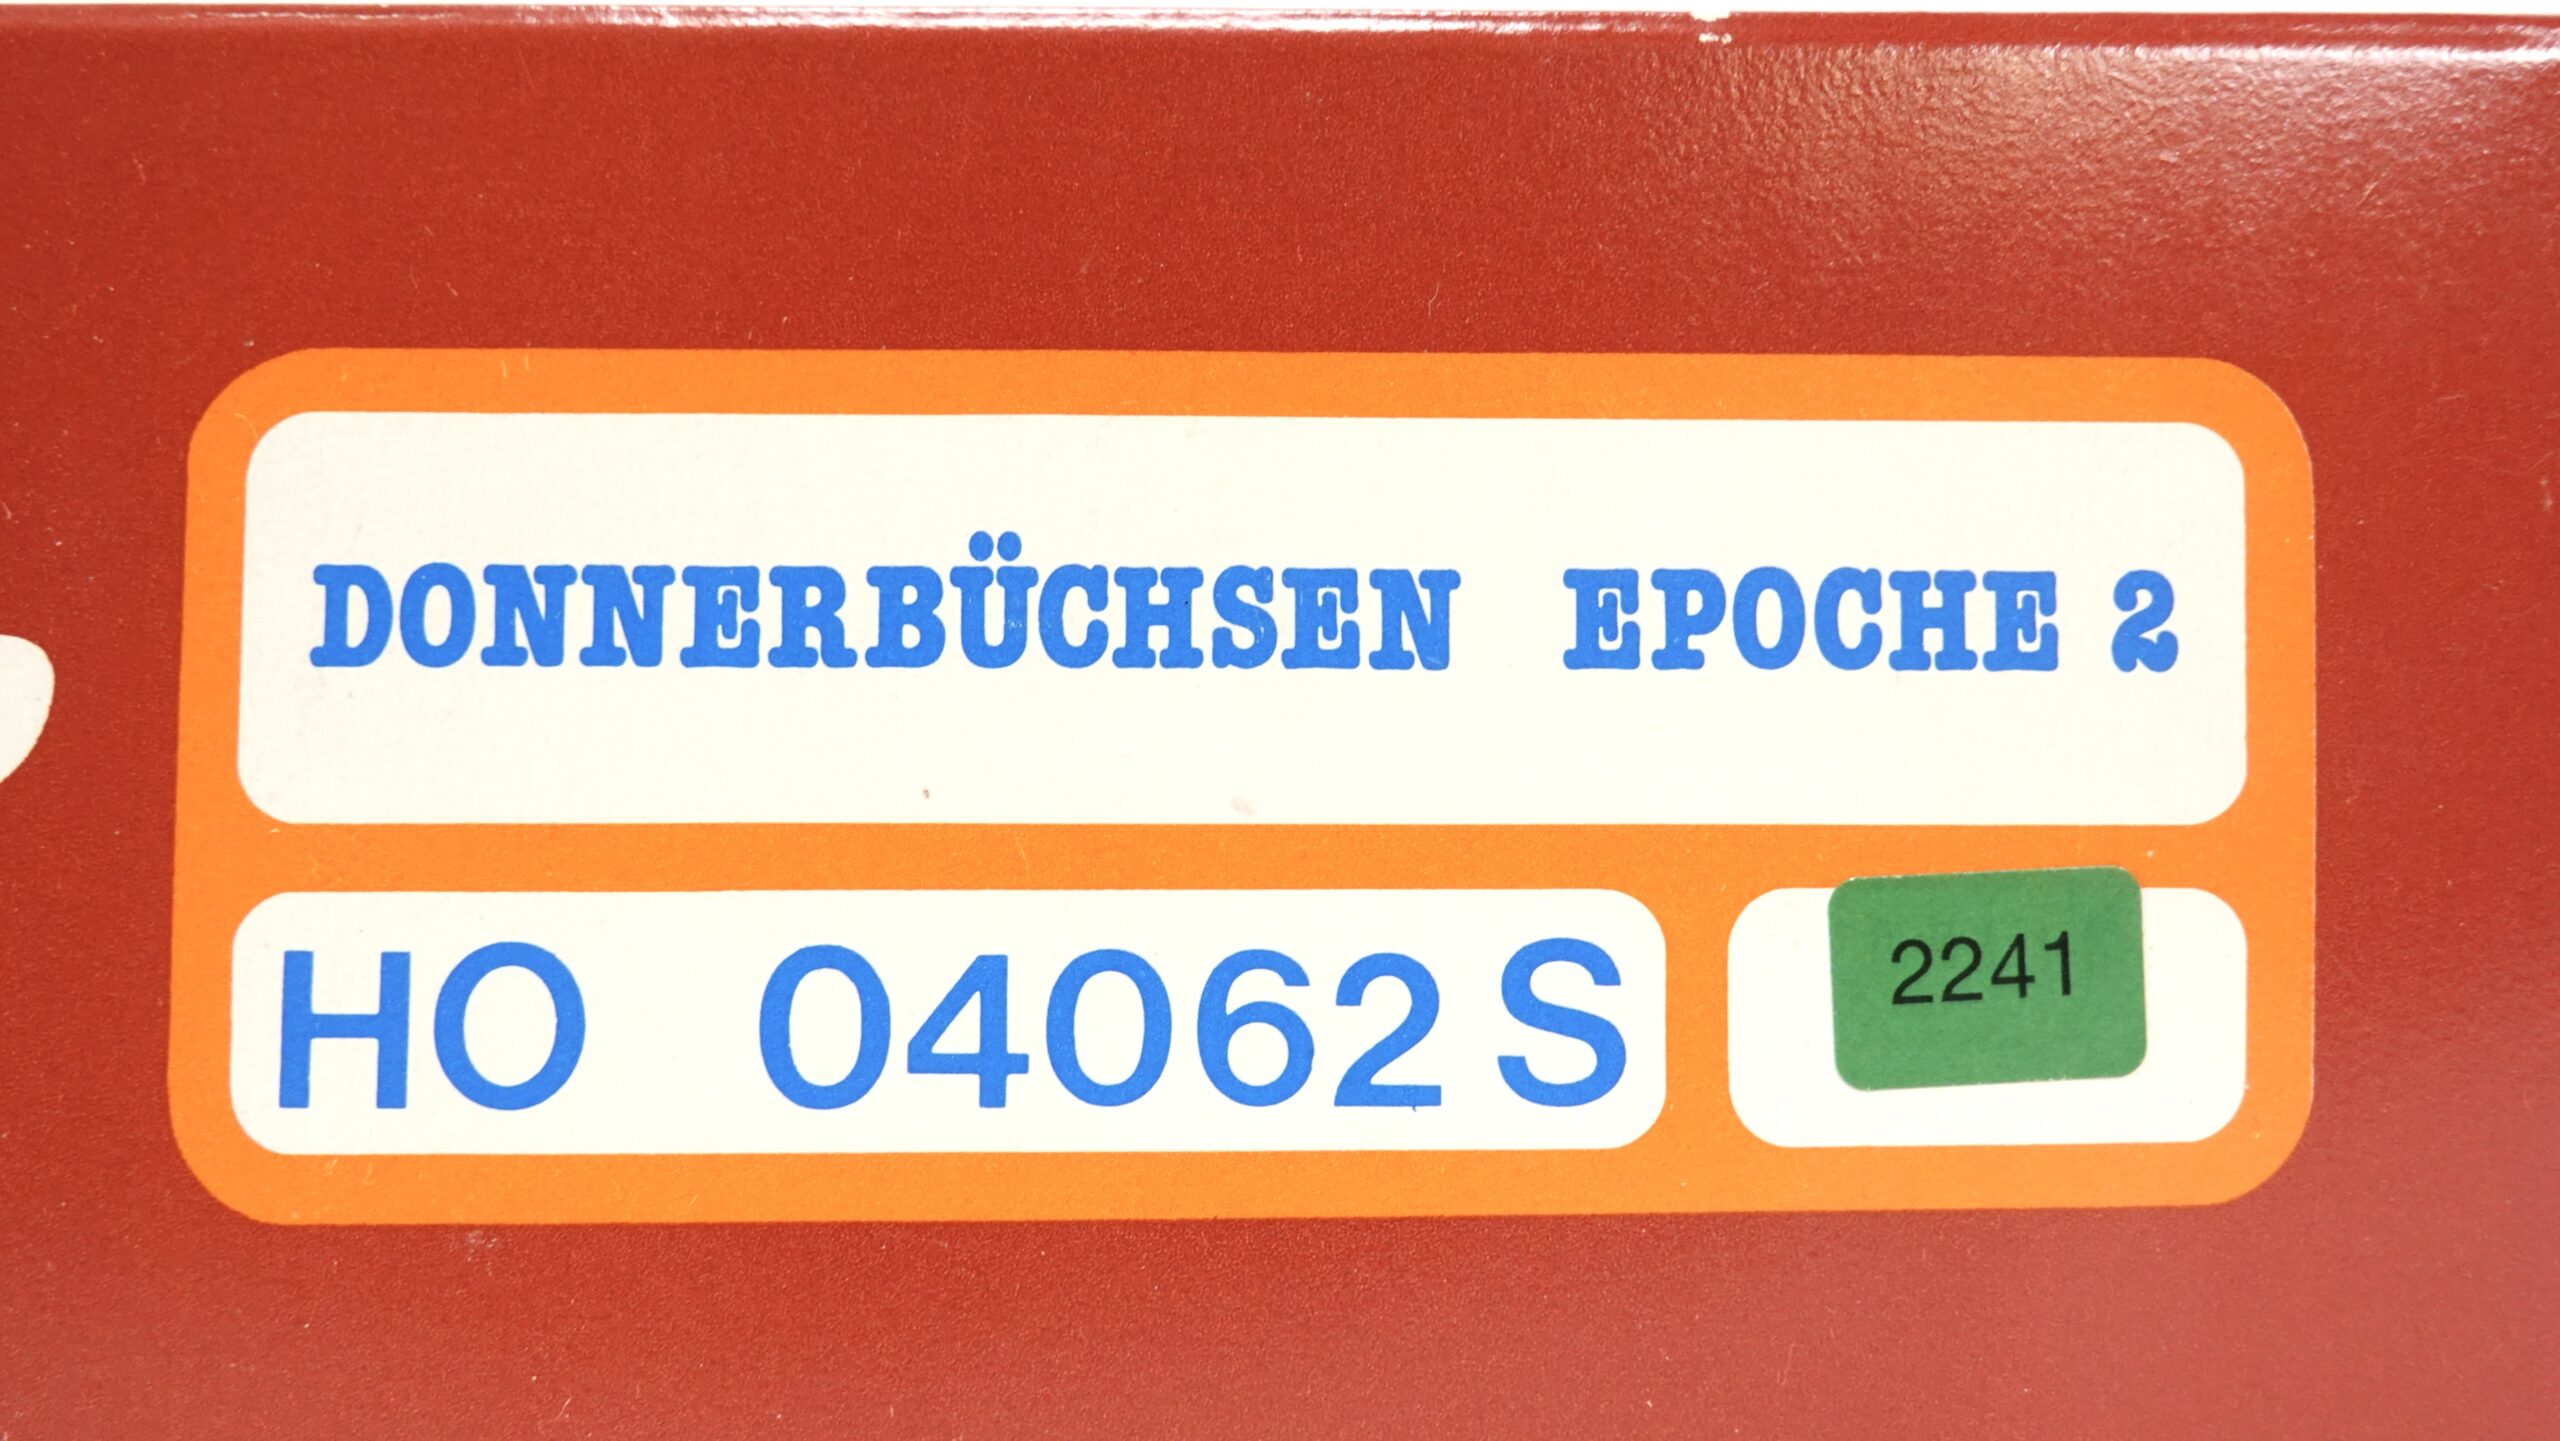 DONNERBÜCHSEN EPOCHE 2
HO 04062 S
2241